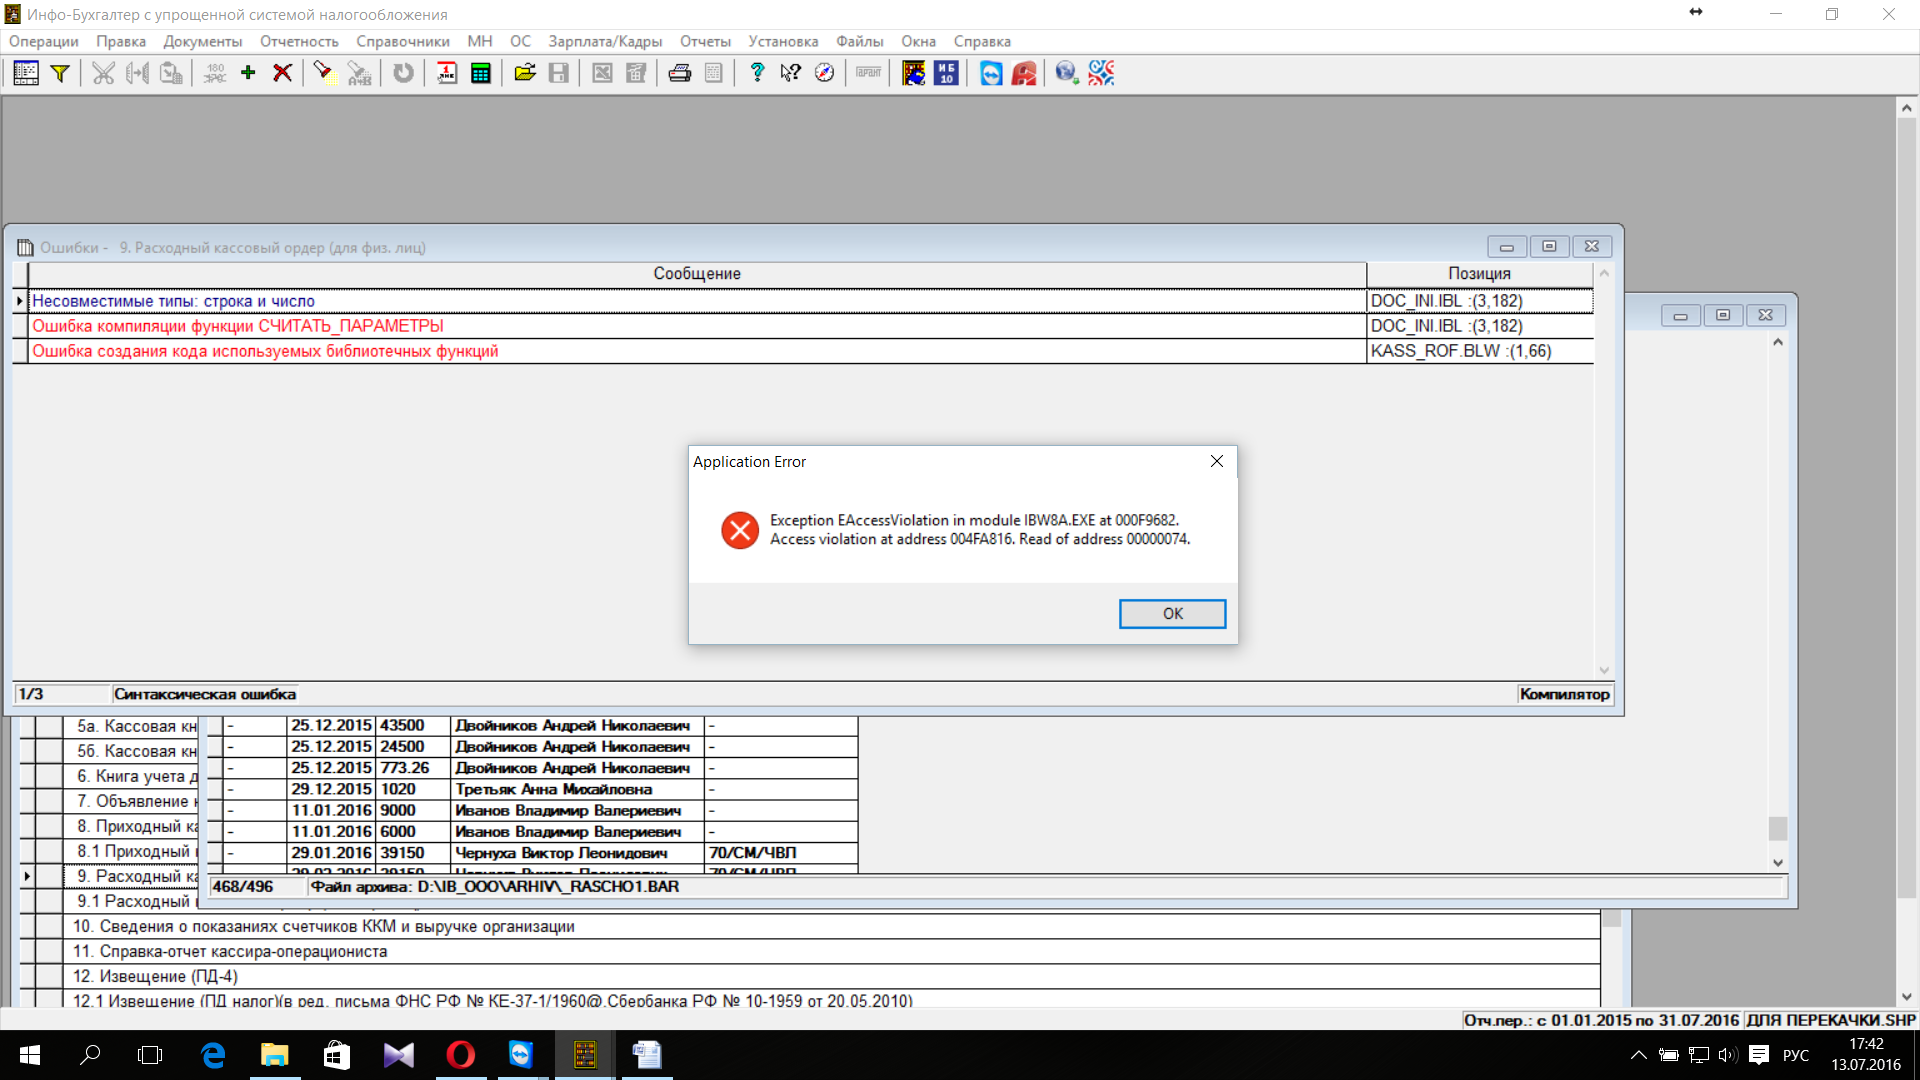 Инфо-Бухгалтер с упрощенной системой налогообложения
Операции Правка Документы Отчетность Справочники МН ОС Зарплата/Кадры Отчеты Установка Файлы Окна Справка
Ошибки - 9. Расходный кассовый ордер (для физ. лиц)
Сообщение Позиция
Несовместимые типы: строка и число DOC_INI.IBL :(3,182)
Ошибка компиляции функции СЧИТАТЬ_ПАРАМЕТРЫ DOC_INI.IBL :(3,182)
Ошибка создания кода используемых библиотечных функций KASS_ROF.BLW :(1,66)
Application Error
Exception EAccessViolation in module IBW8A.EXE at 000F9682.
Access violation at address 004FA816. Read of address 00000074.
OK
1/3 Синтаксическая ошибка Компилятор
5а. Кассовая кн - 25.12.2015 43500 Двойников Андрей Николаевич -
5б. Кассовая кн - 25.12.2015 24500 Двойников Андрей Николаевич -
6. Книга учета д - 25.12.2015 773.26 Двойников Андрей Николаевич -
7. Объявление - 29.12.2015 1020 Третьяк Анна Михайловна -
8. Приходный ка - 11.01.2016 9000 Иванов Владимир Валериевич -
- 11.01.2016 6000 Иванов Владимир Валериевич -
8.1 Приходный - 29.01.2016 39150 Чернуха Виктор Леонидович 70/СМ/ЧВЛ
9. Расходный ка
468/496 Файл архива: D:\IB_OOO\ARHIV\_RASCHO1.BAR
9.1 Расходный
10. Сведения о показаниях счетчиков ККМ и выручке организации
11. Справка-отчет кассира-операциониста
12. Извещение (ПД-4)
12.1 Извещение (ПД налог)(в ред. письма ФНС РФ № КЕ-37-1/1960@,Сбербанка РФ № 10-1959 от 20.05.2010)
Отч.пер.: с 01.01.2015 по 31.07.2016 ДЛЯ ПЕРЕКАЧКИ.SHP
РУС
17:42
13.07.2016